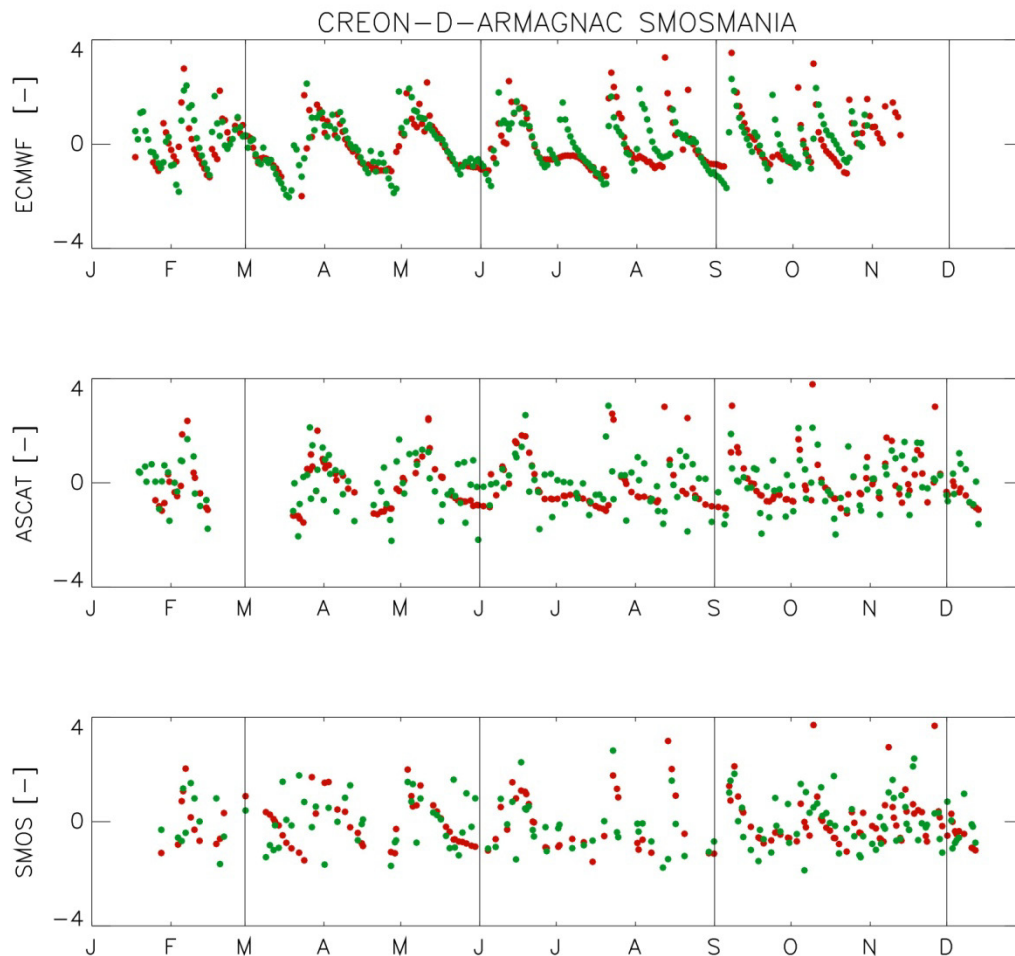 CREON-D-ARMAGNAC SMOSMANIA
4
0
-4
ECMWF [-]
J F M A M J J A S O N D
4
0
-4
ASCAT [-]
J F M A M J J A S O N D
4
0
-4
SMOS [-]
J F M A M J J A S O N D